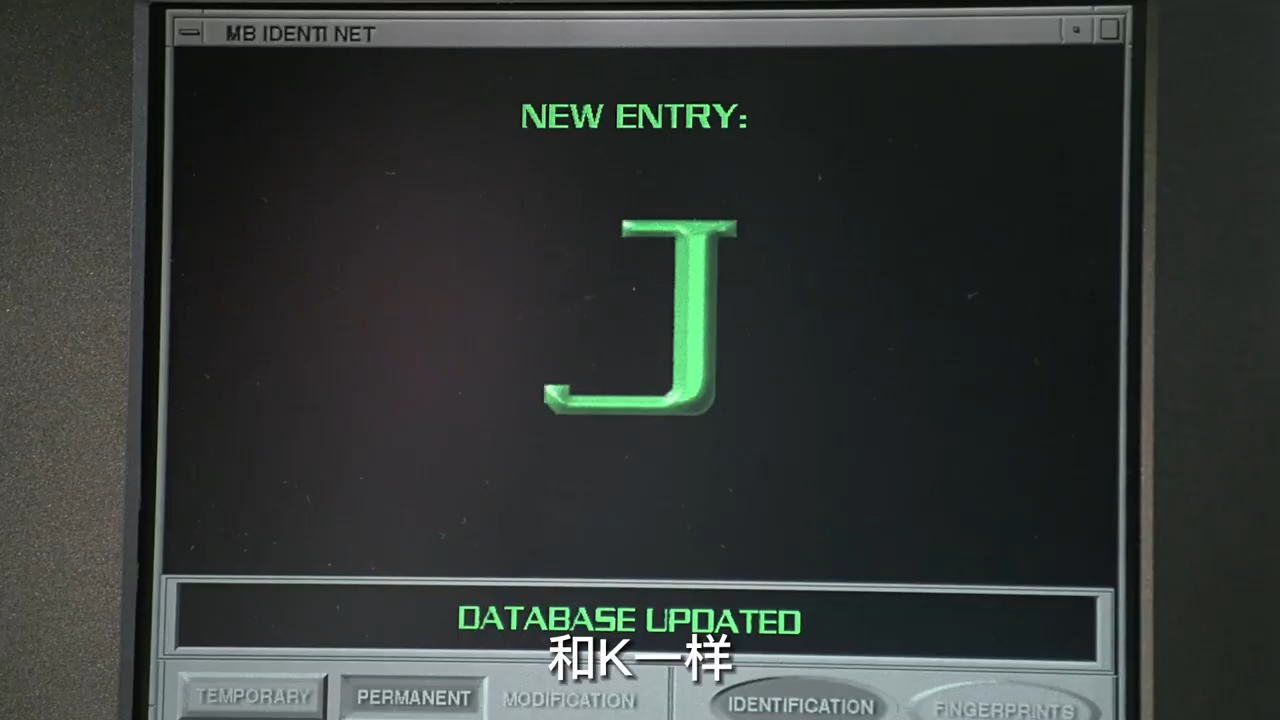 MB IDENTI NET
NEW ENTRY:
J
DATABASE UPDATED
和K一样
TEMPORARY PERMANENT MODIFICATION IDENTIFICATION FINGERPRINTS